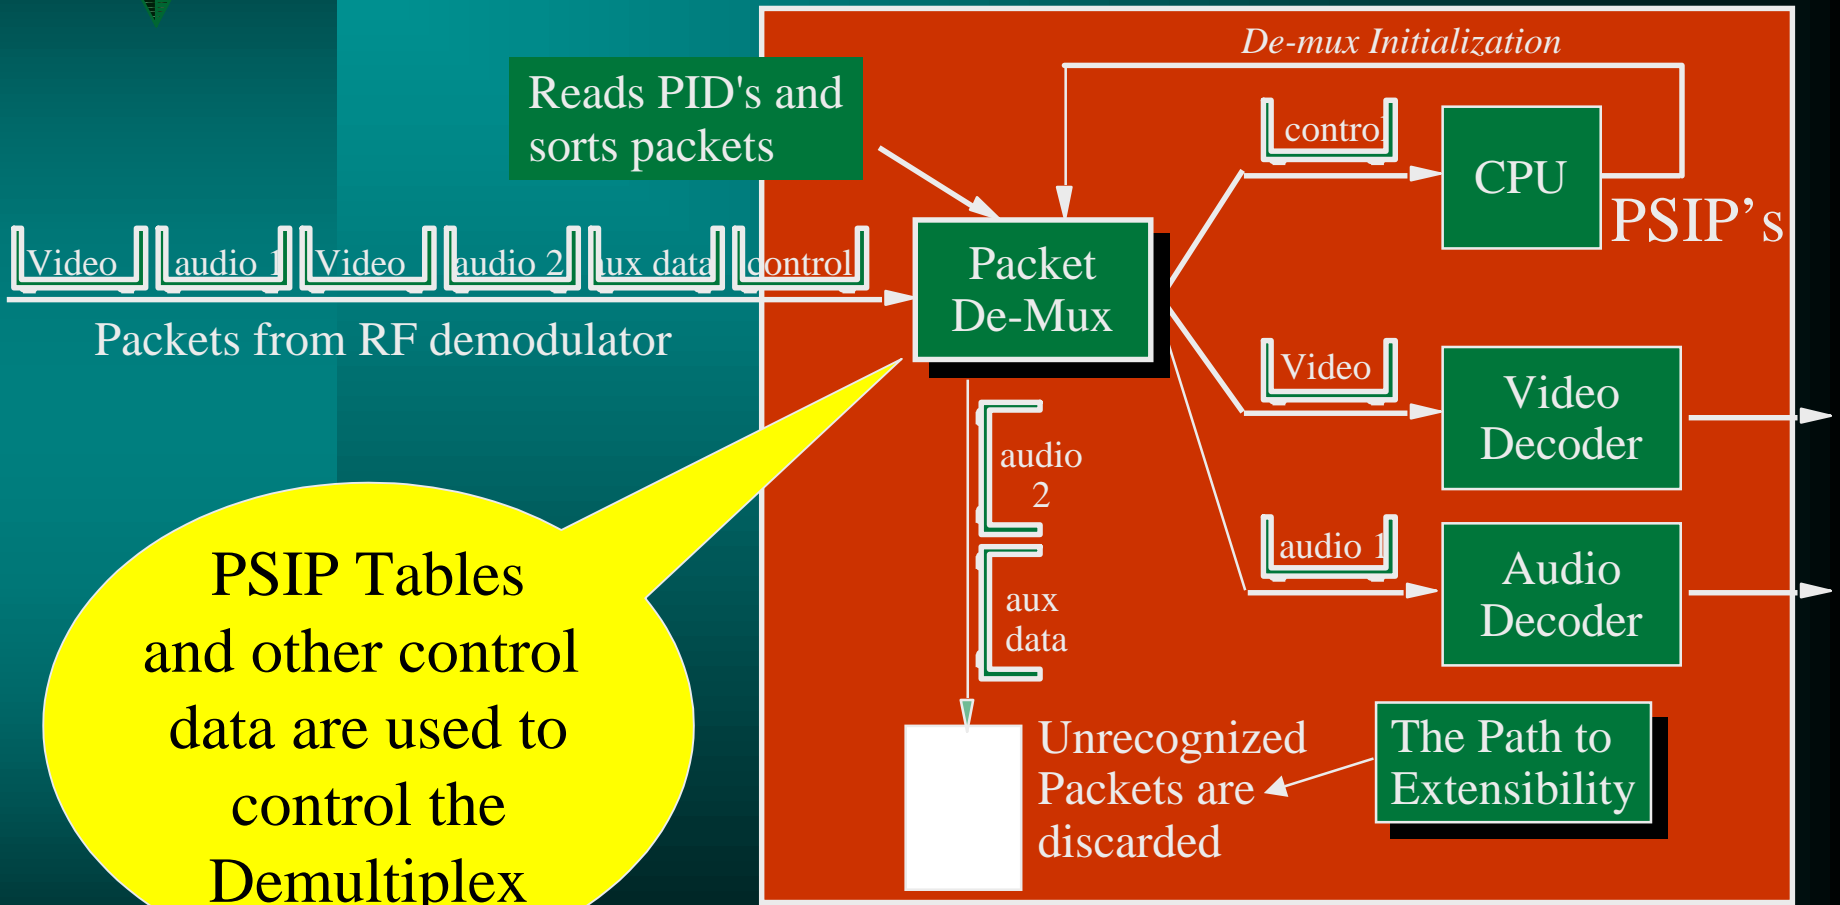 De-mux Initialization
Reads PID's and
sorts packets
control
CPU
PSIP's
Video
audio 1
Video
audio 2
aux data
control
Packet
De-Mux
Packets from RF demodulator
Video
Video
Decoder
audio
2
audio 1
Audio
Decoder
aux
data
PSIP Tables
and other control
data are used to
control the
Demultiplex
Unrecognized
Packets are
discarded
The Path to
Extensibility